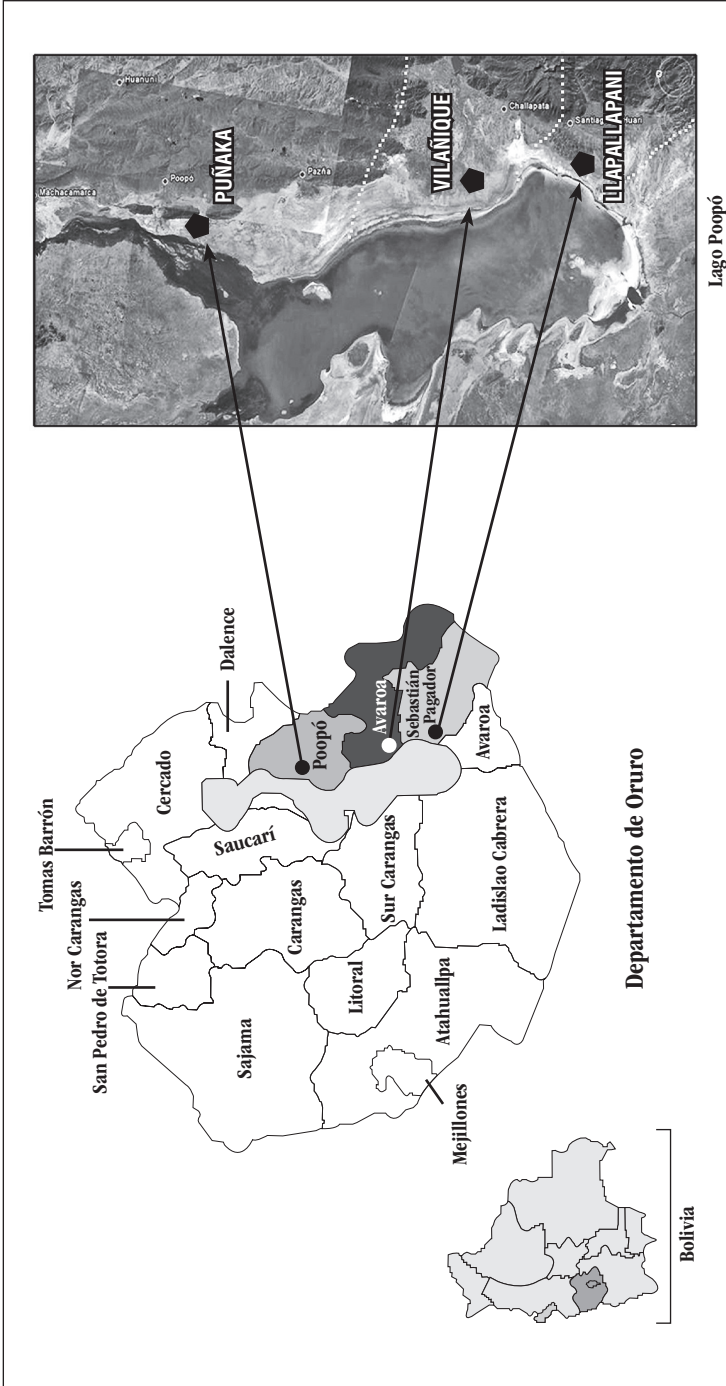 Tomas Barrón
Nor Carangas
San Pedro de Totora
Cercado
Dalence
Saucarí
Poopó
Carangas
Sajama
Litoral
Sur Carangas
Avaroa
Sebastián
Pagador
Avaroa
Atahuallpa
Mejillones
Ladislao Cabrera
Departamento de Oruro
Bolivia
Machacamarca
Huanuni
Poopó
PUÑAKA
Pazña
VILAÑIQUE
Challapata
Huari
LLAPALLAPANI
Lago Poopó